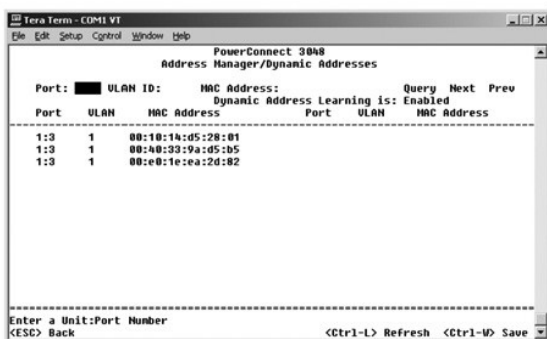 Tera Term - COM1 VT
File Edit Setup Control Window Help
PowerConnect 3048
Address Manager/Dynamic Addresses
Port: VLAN ID: MAC Address: Query Next Prev
Dynamic Address Learning is: Enabled
Port VLAN MAC Address Port VLAN MAC Address
1:3 1 00:10:14:d5:28:01
1:3 1 00:40:33:9a:d5:b5
1:3 1 00:e0:1e:ea:2d:82
Enter a Unit:Port Number
<ESC> Back <Ctrl-L> Refresh <Ctrl-W> Save